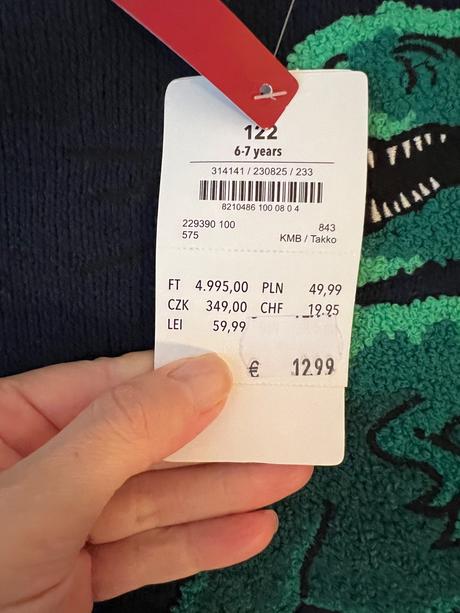 122
6-7 years
314141 / 230825 / 233
8210486 100 08 0 4
229390 100 843
575 KMB / Takko
FT 4.995,00 PLN 49,99
CZK 349,00 CHF 19.95
LEI 59,99
€ 12.99